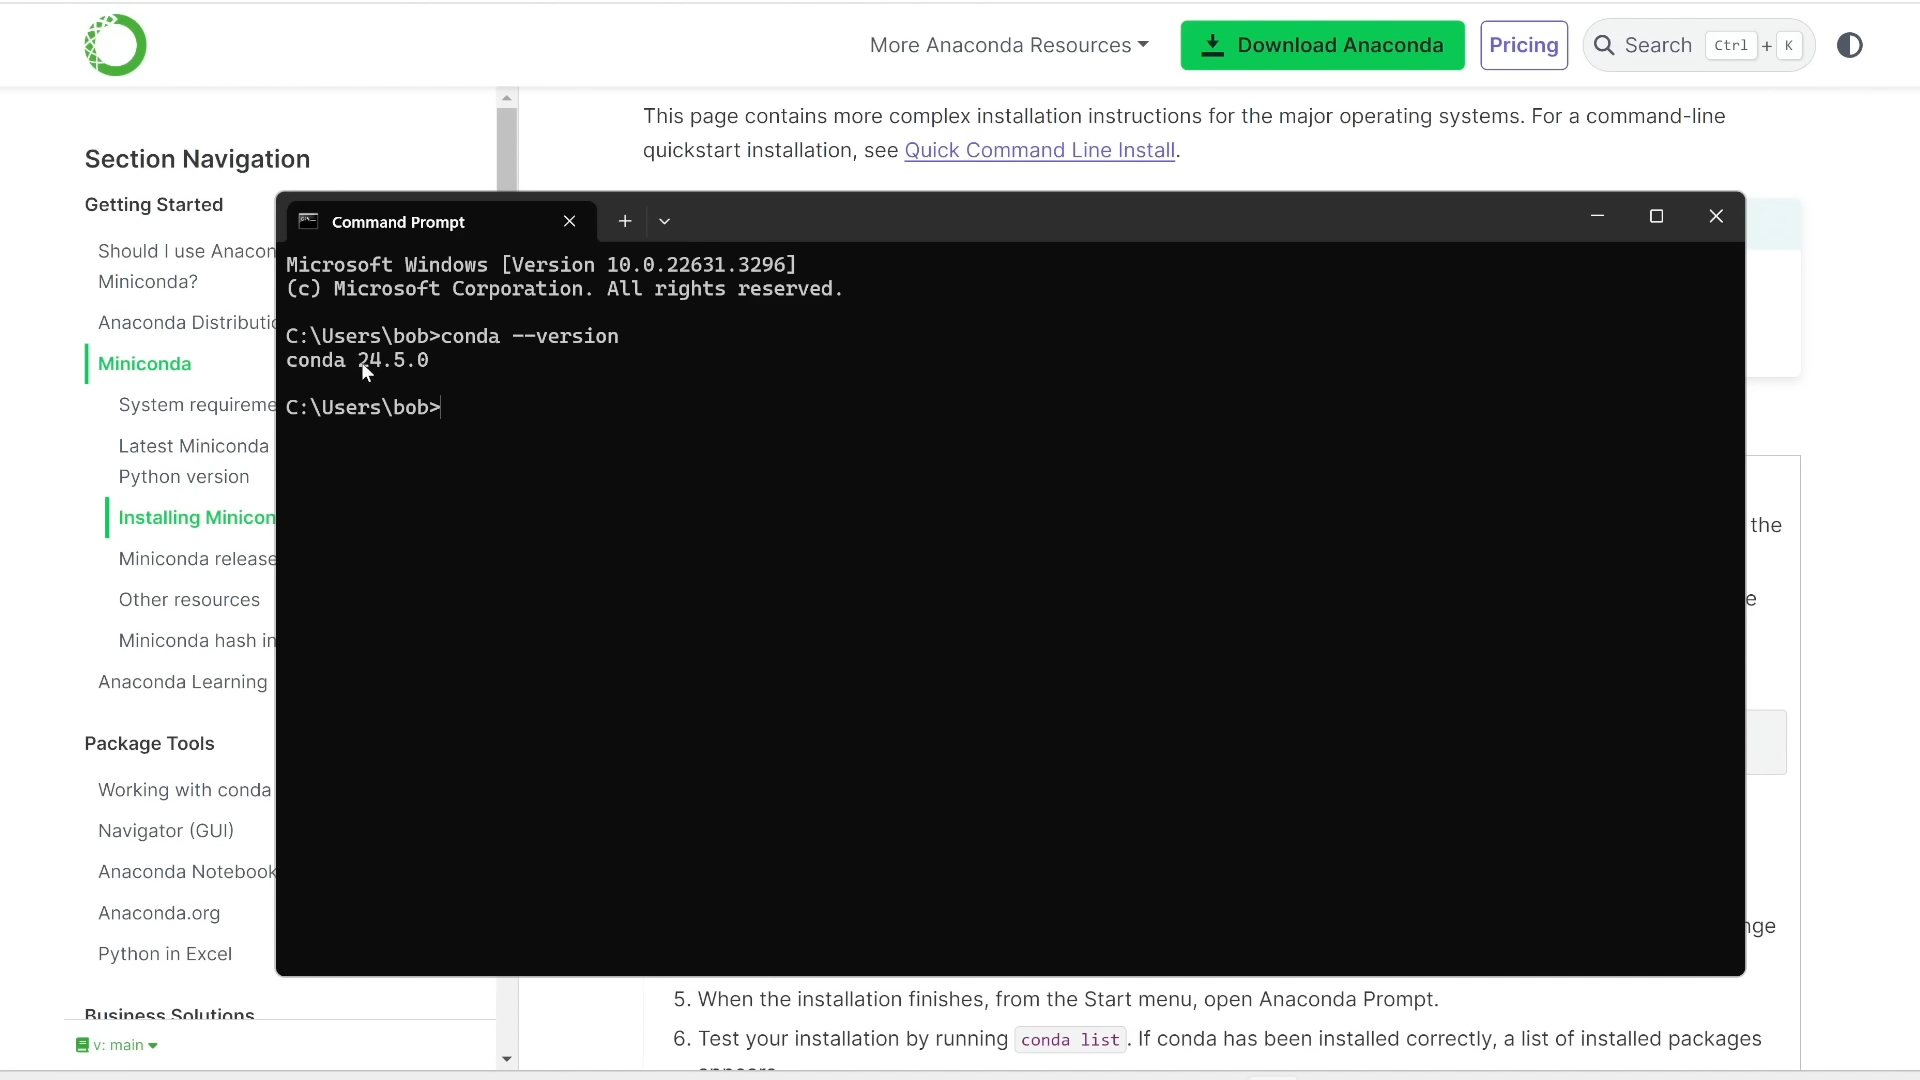 More Anaconda Resources
Download Anaconda
Pricing
Search Ctrl + K
This page contains more complex installation instructions for the major operating systems. For a command-line
quickstart installation, see Quick Command Line Install.
Section Navigation
Getting Started
Should I use Anacon
Miniconda?
Anaconda Distributio
Miniconda
System requireme
Latest Miniconda
Python version
Installing Minicon
Miniconda release
Other resources
Miniconda hash in
Anaconda Learning
Package Tools
Working with conda
Navigator (GUI)
Anaconda Notebook
Anaconda.org
Python in Excel
Business Solutions
v: main
Command Prompt
Microsoft Windows [Version 10.0.22631.3296]
(c) Microsoft Corporation. All rights reserved.
C:\Users\bob>conda --version
conda 24.5.0
C:\Users\bob>
the
e
nge
5. When the installation finishes, from the Start menu, open Anaconda Prompt.
6. Test your installation by running conda list. If conda has been installed correctly, a list of installed packages